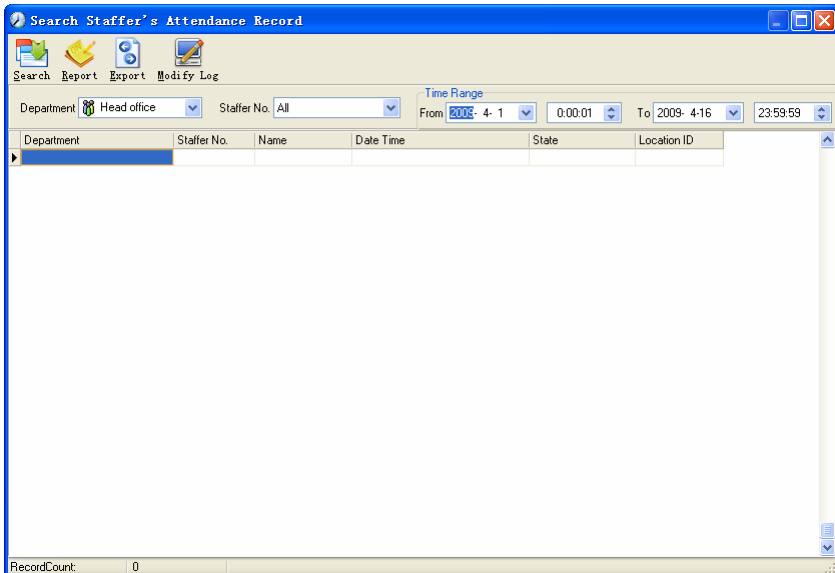 Search Staffer's Attendance Record
Search Report Export Modify Log
Time Range
Department Head office Staffer No. All From 2009- 4- 1 0:00:01 To 2009- 4-16 23:59:59
Department Staffer No. Name Date Time State Location ID
RecordCount: 0